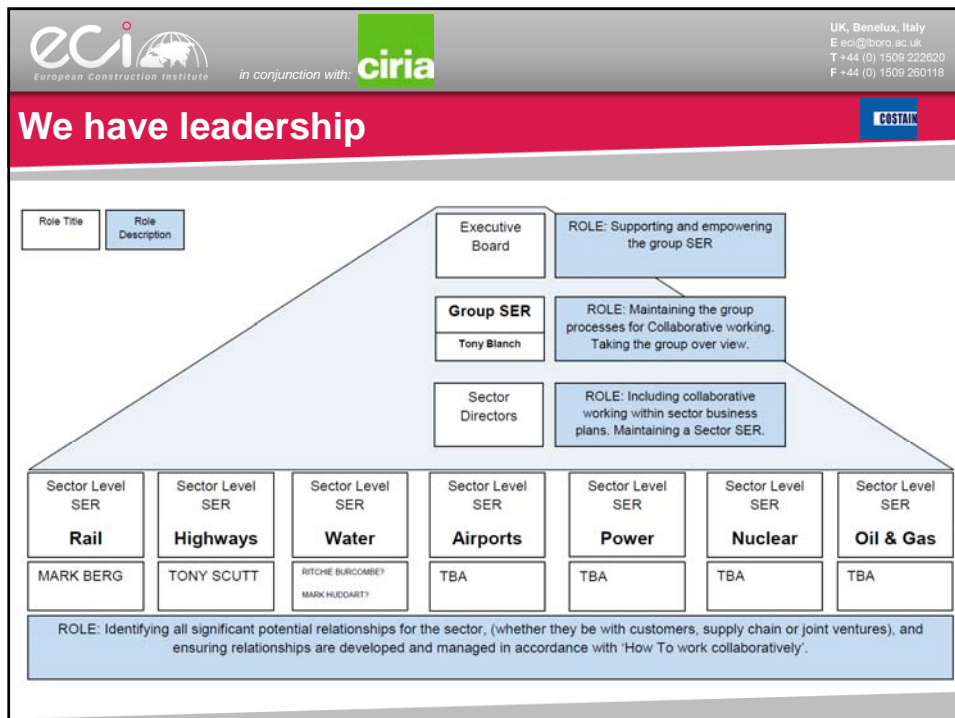 eci
European Construction Institute
in conjunction with:
ciria
UK, Benelux, Italy
E eci@lboro.ac.uk
T +44 (0) 1509 222620
F +44 (0) 1509 260118
We have leadership
COSTAIN
Role Title
Role
Description
Executive
Board
ROLE: Supporting and empowering
the group SER
Group SER
Tony Blanch
ROLE: Maintaining the group
processes for Collaborative working.
Taking the group over view.
Sector
Directors
ROLE: Including collaborative
working within sector business
plans. Maintaining a Sector SER.
Sector Level
SER
Rail
Sector Level
SER
Highways
Sector Level
SER
Water
Sector Level
SER
Airports
Sector Level
SER
Power
Sector Level
SER
Nuclear
Sector Level
SER
Oil & Gas
MARK BERG
TONY SCUTT
RITCHIE BURCOMBE?
MARK HUDDART?
TBA
TBA
TBA
TBA
ROLE: Identifying all significant potential relationships for the sector, (whether they be with customers, supply chain or joint ventures), and
ensuring relationships are developed and managed in accordance with ‘How To work collaboratively’.